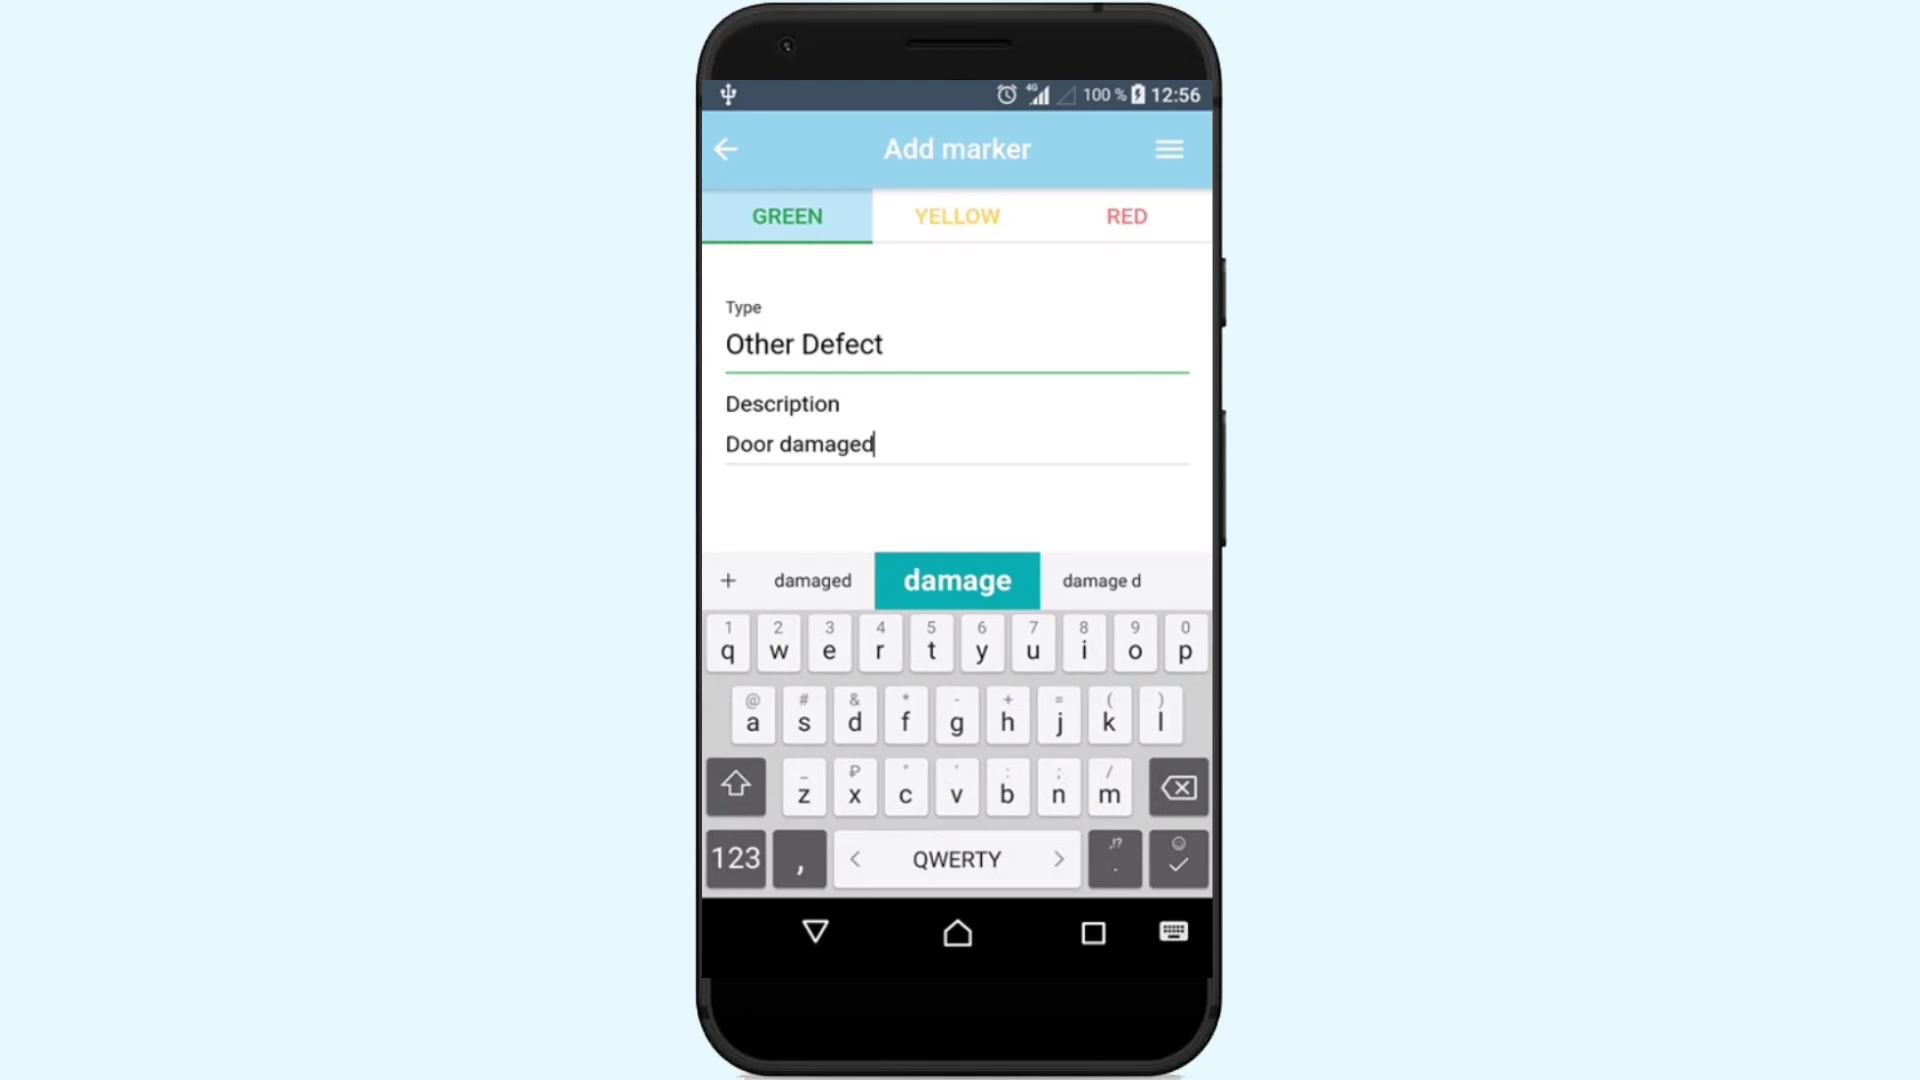 4G 100 % 12:56
Add marker
GREEN YELLOW RED
Type
Other Defect
Description
Door damaged
+ damaged damage damage d
1 2 3 4 5 6 7 8 9 0
q w e r t y u i o p
@ # & * - + = ( )
a s d f g h j k l
_ ₽ " ' : ; /
z x c v b n m
123 , < QWERTY > ,!? .